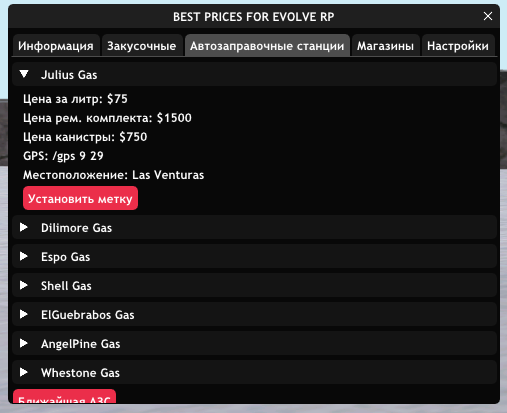 BEST PRICES FOR EVOLVE RP
Информация Закусочные Автозаправочные станции Магазины Настройки
Julius Gas
Цена за литр: $75
Цена рем. комплекта: $1500
Цена канистры: $750
GPS: /gps 9 29
Местоположение: Las Venturas
Установить метку
Dilimore Gas
Espo Gas
Shell Gas
ElGuebrabos Gas
AngelPine Gas
Whestone Gas
Ближайшая АЗС